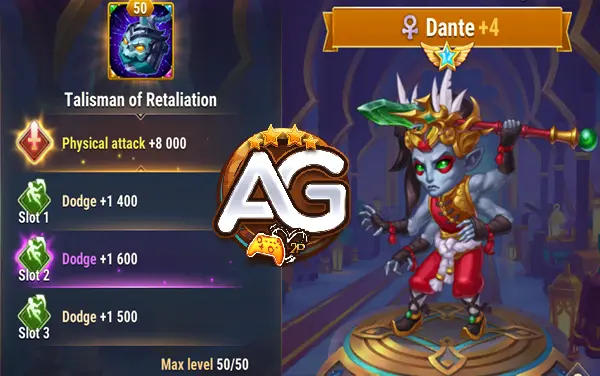 50
Talisman of Retaliation
Physical attack +8 000
Dodge +1 400
Slot 1
Dodge +1 600
Slot 2
Dodge +1 500
Slot 3
Max level 50/50
AG
2P
Dante +4